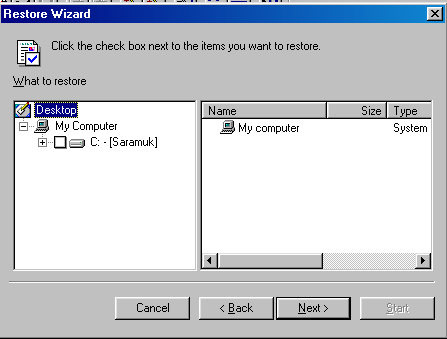 Restore Wizard
Click the check box next to the items you want to restore.
What to restore
Desktop
My Computer
C: - [Saramuk]
Name Size Type
My computer System
Cancel < Back Next > Start